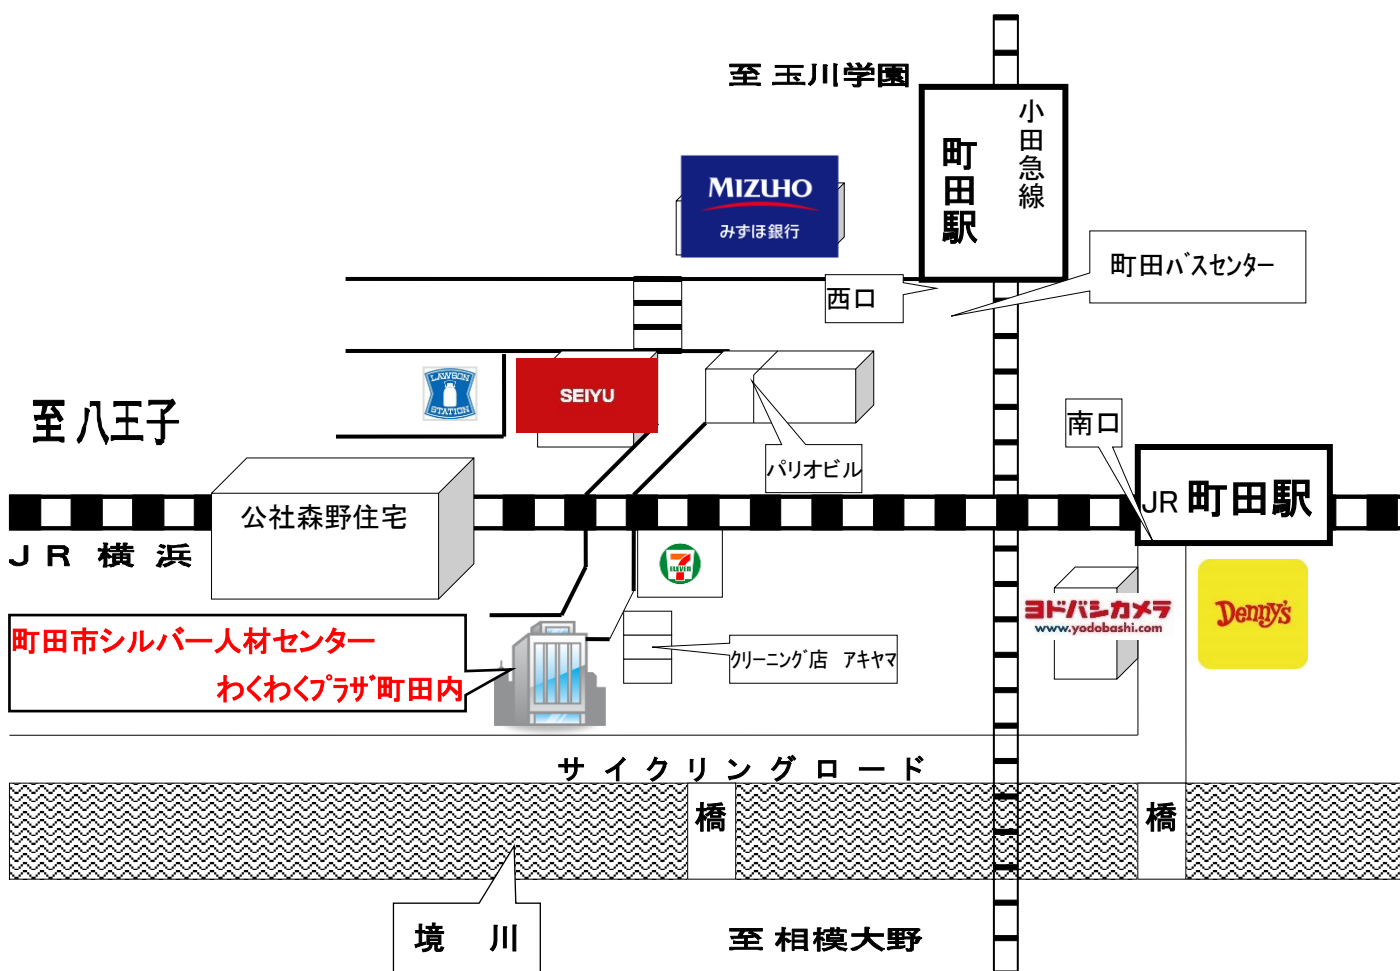 至 玉川学園
小田急線
町田駅
MIZUHO
みずほ銀行
町田バスセンター
西口
LAWSON
STATION
SEIYU
至 八王子
南口
パリオビル
公社森野住宅
JR 町田駅
JR 横 浜
7
ELEVEN
ヨドバシカメラ
www.yodobashi.com
Denny's
町田市シルバー人材センター
わくわくプラザ町田内
クリーニング店 アキヤマ
サイクリングロード
橋
橋
境 川
至 相模大野